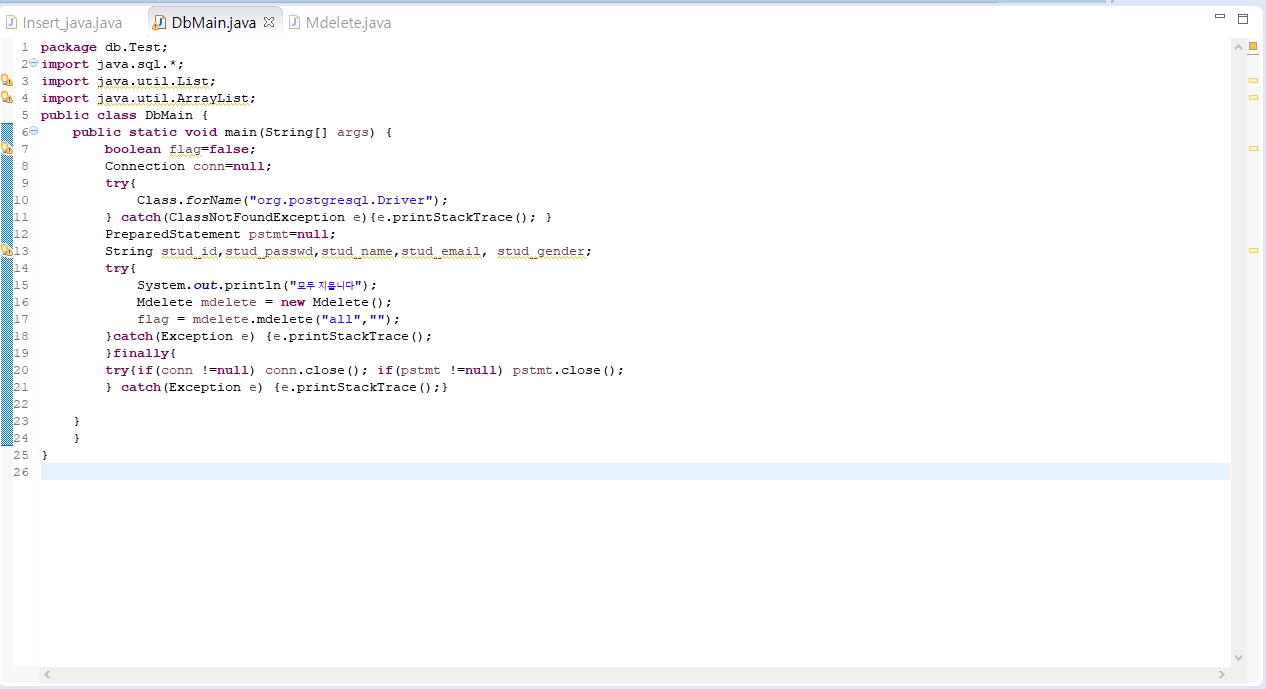 Insert_java.java DbMain.java Mdelete.java
1 package db.Test;
2 import java.sql.*;
3 import java.util.List;
4 import java.util.ArrayList;
5 public class DbMain {
6 public static void main(String[] args) {
7 boolean flag=false;
8 Connection conn=null;
9 try{
10 Class.forName("org.postgresql.Driver");
11 } catch(ClassNotFoundException e){e.printStackTrace(); }
12 PreparedStatement pstmt=null;
13 String stud_id,stud_passwd,stud_name,stud_email, stud_gender;
14 try{
15 System.out.println("모두 지웁니다");
16 Mdelete mdelete = new Mdelete();
17 flag = mdelete.mdelete("all","");
18 }catch(Exception e) {e.printStackTrace();
19 }finally{
20 try{if(conn !=null) conn.close(); if(pstmt !=null) pstmt.close();
21 } catch(Exception e) {e.printStackTrace();}
22
23 }
24 }
25 }
26